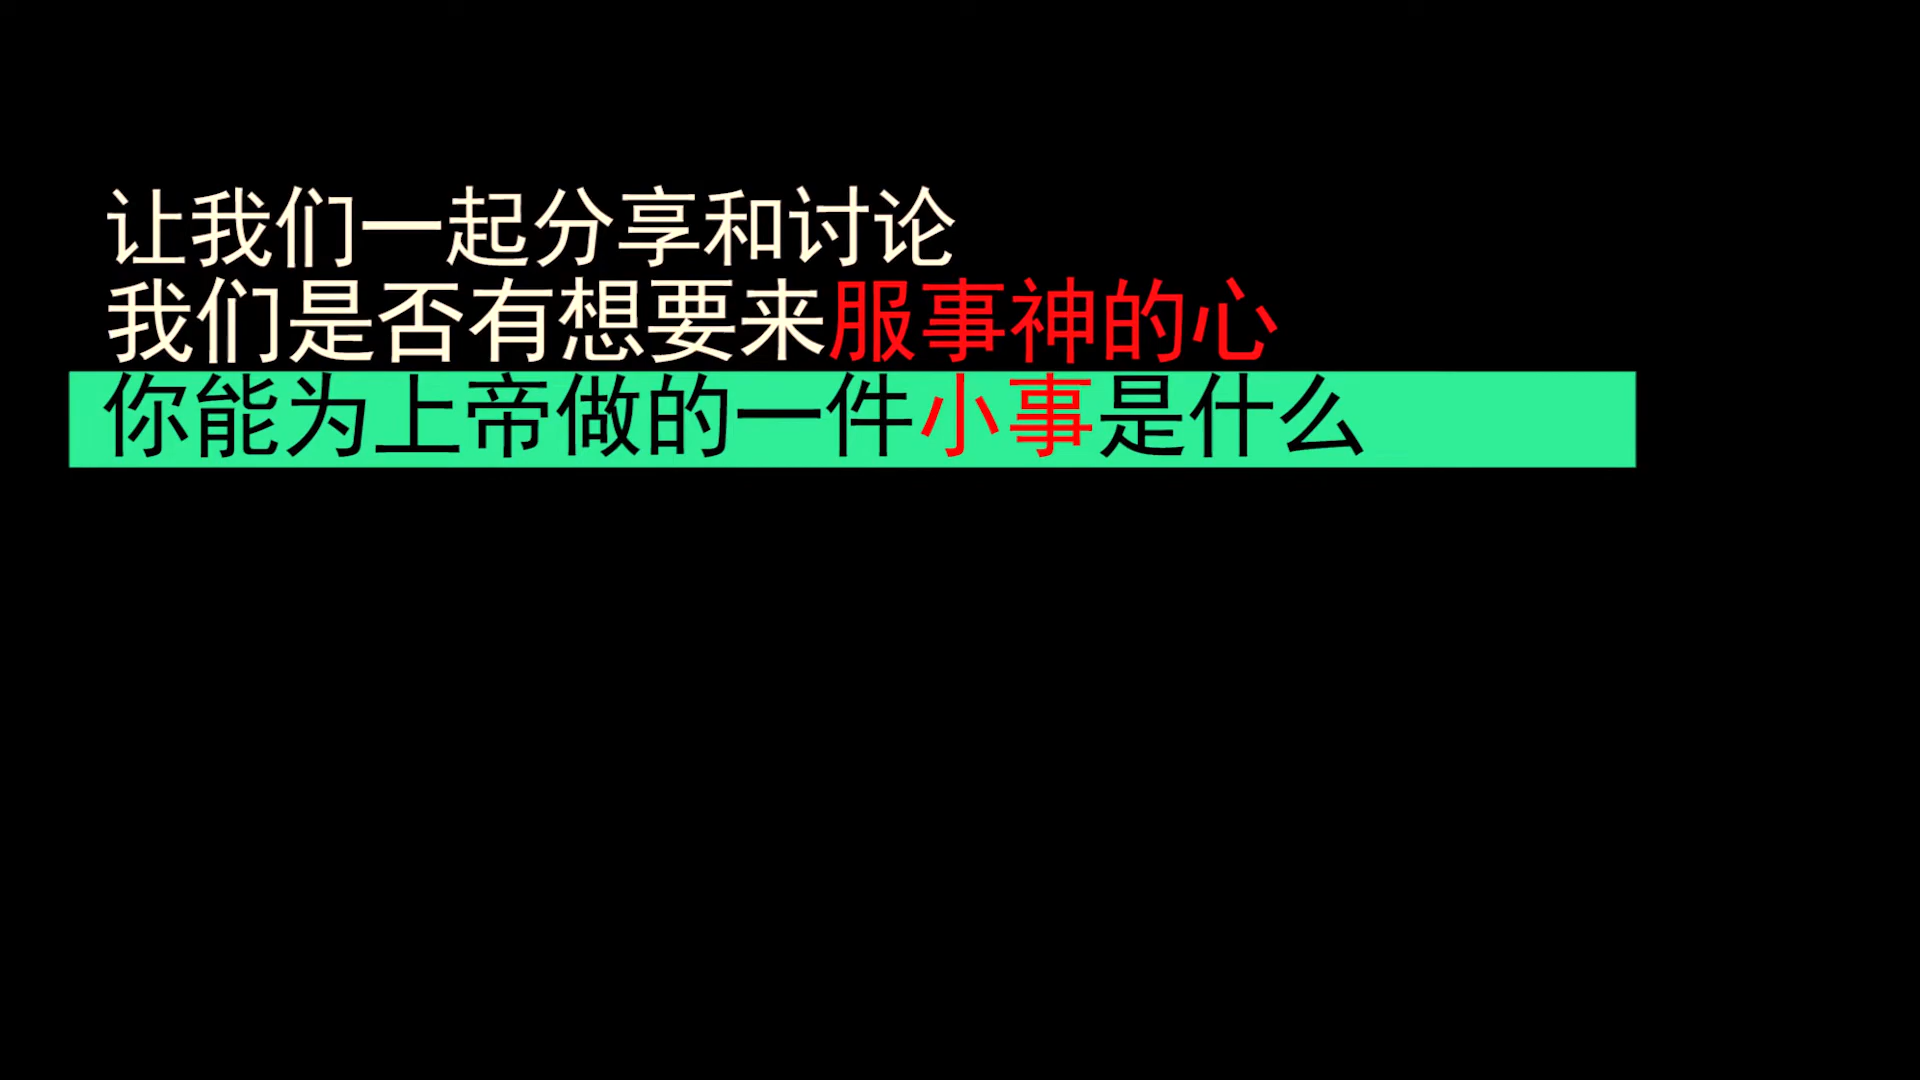 让我们一起分享和讨论
我们是否有想要来服事神的心
你能为上帝做的一件小事是什么